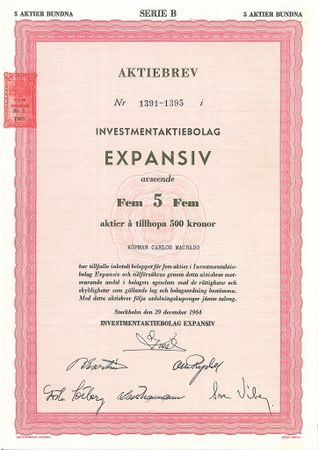 5 AKTIER BUNDNA SERIE B 5 AKTIER BUNDNA
AKTIEBREV
Nr 1391-1395 i
INVESTMENTAKTIEBOLAG
EXPANSIV
avseende
Fem 5 Fem
aktier à tillhopa 500 kronor
KÖPMAN CARLOS MACHADO
har tillfullo inbetalt beloppet för fem aktier i Investmentaktie-
bolag Expansiv och tillförsäkras genom detta aktiebrev mot-
svarande andel i bolagets egendom med de rättigheter och
skyldigheter som gällande lag och bolagsordning bestämma.
Med detta aktiebrev följa utdelningskuponger jämte talong.
Stockholm den 29 december 1964
INVESTMENTAKTIEBOLAG EXPANSIV
FEM
KRONOR